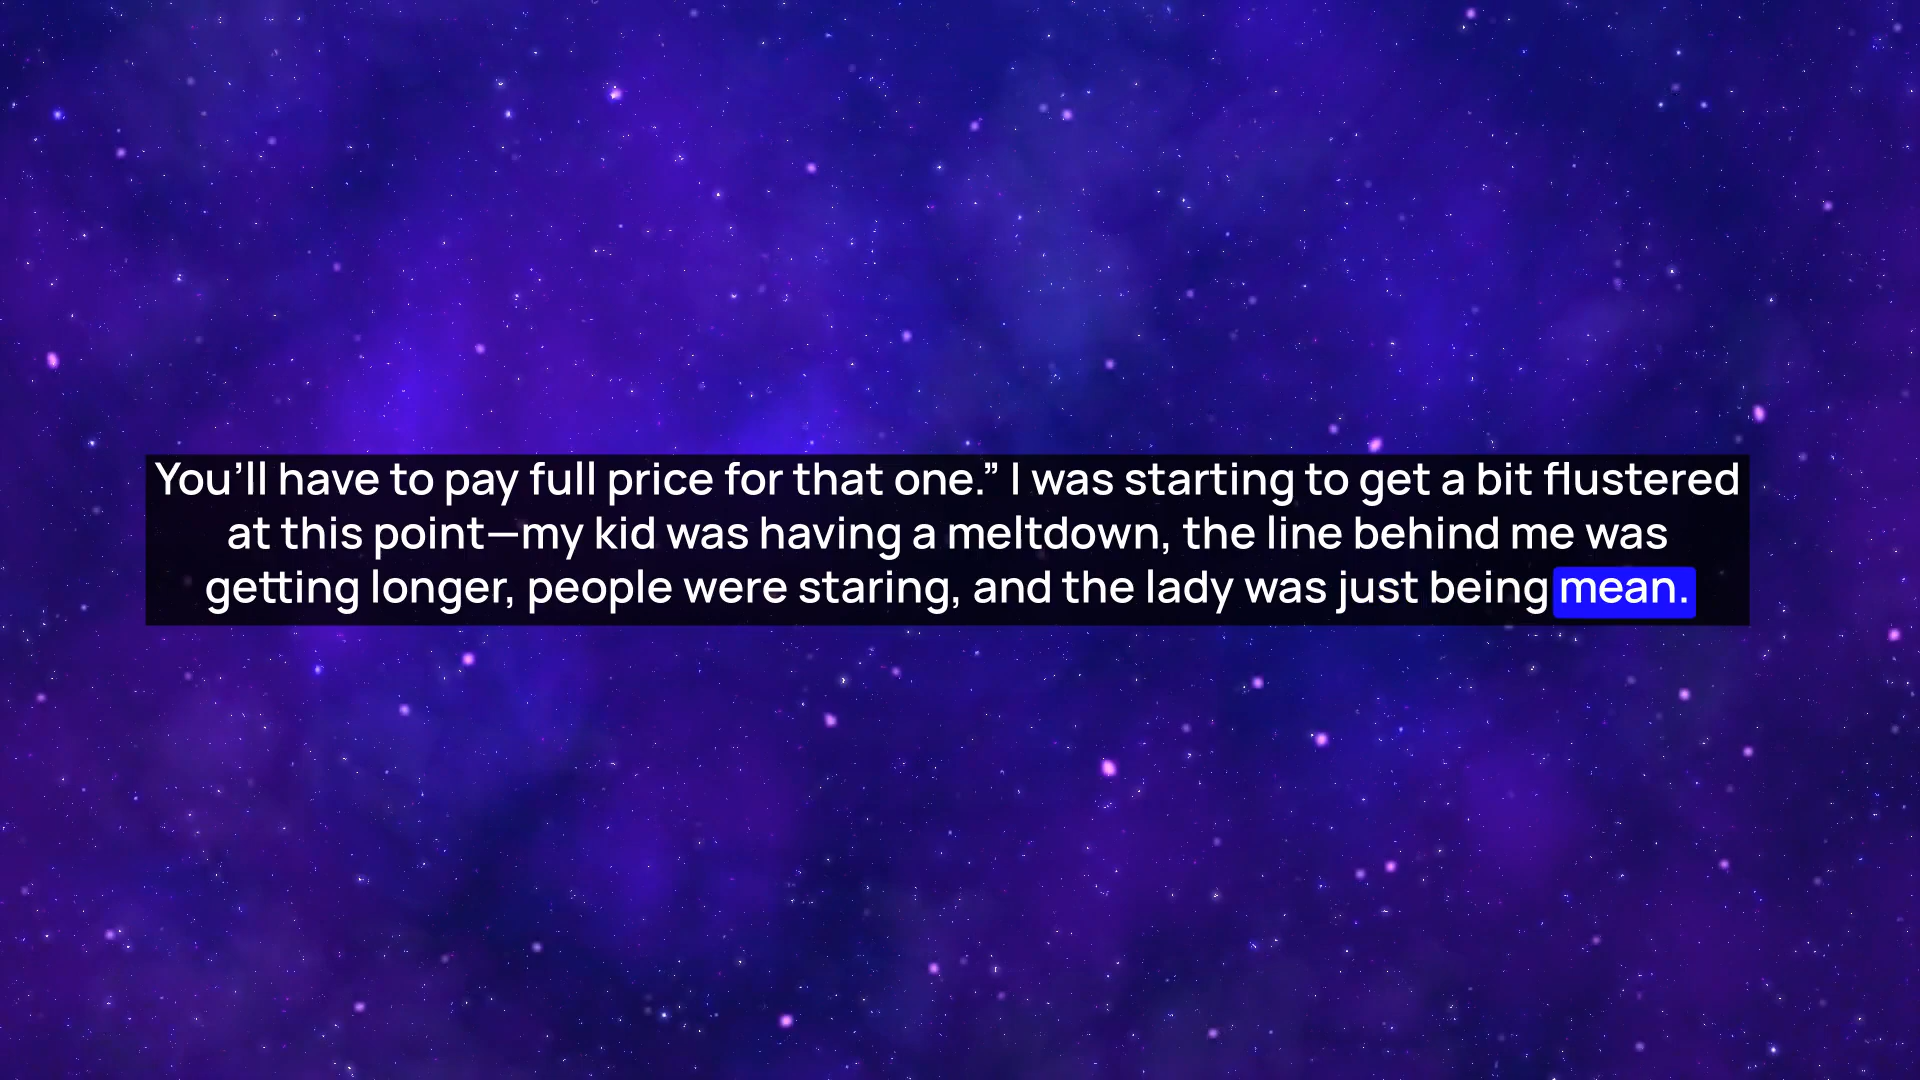 You’ll have to pay full price for that one.” I was starting to get a bit flustered
at this point—my kid was having a meltdown, the line behind me was
getting longer, people were staring, and the lady was just being mean.